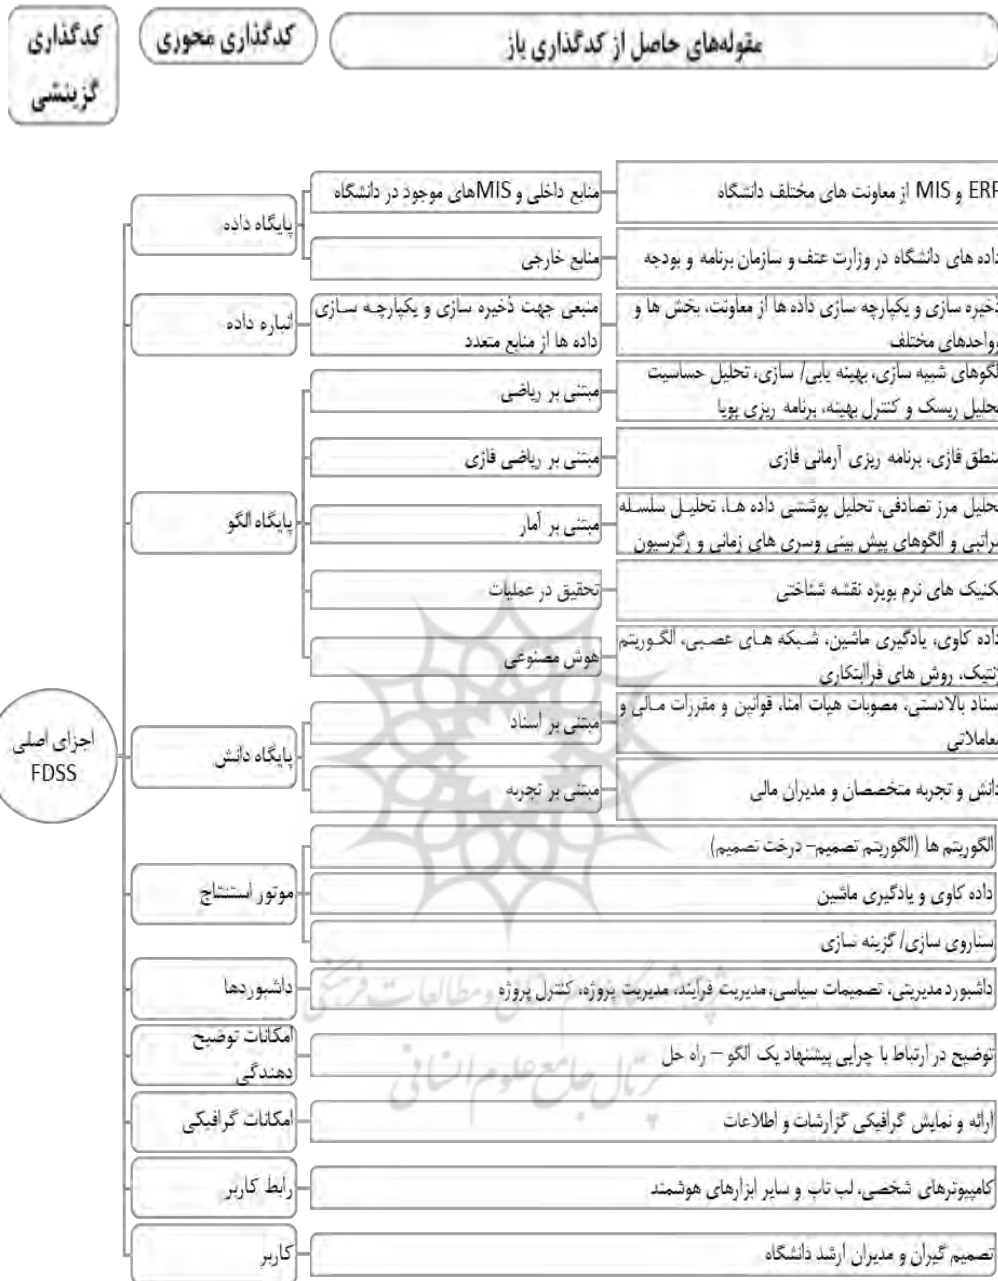 مقوله‌های حاصل از کدگذاری باز
کدگذاری محوری
کدگذاری
گزینشی
ERP و MIS از معاونت های مختلف دانشگاه
منابع داخلی و MISهای موجود در دانشگاه
پایگاه داده
داده های دانشگاه در وزارت عتف و سازمان برنامه و بودجه
منابع خارجی
ذخیره سازی و یکپارچه سازی داده ها از معاونت، بخش ها و
واحدهای مختلف
منبعی جهت ذخیره سازی و یکپارچه سازی
داده ها از منابع متعدد
انباره داده
الگوهای شبیه سازی، بهینه یابی/ سازی، تحلیل حساسیت
تحلیل ریسک و کنترل بهینه، برنامه ریزی پویا
مبتنی بر ریاضی
منطق فازی، برنامه ریزی آرمانی فازی
مبتنی بر ریاضی فازی
تحلیل مرز تصادفی، تحلیل پوششی داده ها، تحلیل سلسله
مراتبی و الگوهای پیش بینی وسری های زمانی و رگرسیون
مبتنی بر آمار
پایگاه الگو
تکنیک های نرم بویژه نقشه شناختی
تحقیق در عملیات
داده کاوی، یادگیری ماشین، شبکه های عصبی، الگوریتم
ژنتیک، روش های فراابتکاری
هوش مصنوعی
اسناد بالادستی، مصوبات هیات امنا، قوانین و مقررات مالی و
معاملاتی
مبتنی بر اسناد
پایگاه دانش
دانش و تجربه متخصصان و مدیران مالی
مبتنی بر تجربه
اجزای اصلی
FDSS
الگوریتم ها (الگوریتم تصمیم- درخت تصمیم)
داده کاوی و یادگیری ماشین
موتور استنتاج
سناروی سازی/ گزینه سازی
داشبورد مدیریتی، تصمیمات سیاسی، مدیریت فرایند، مدیریت پروژه، کنترل پروژه
داشبوردها
توضیح در ارتباط با چرایی پیشنهاد یک الگو – راه حل
امکانات توضیح
دهندگی
ارائه و نمایش گرافیکی گزارشات و اطلاعات
امکانات گرافیکی
کامپیوترهای شخصی، لب تاب و سایر ابزارهای هوشمند
رابط کاربر
تصمیم گیران و مدیران ارشد دانشگاه
کاربر
پژوهشگاه علوم انسانی و مطالعات فرهنگی
پرتال جامع علوم انسانی